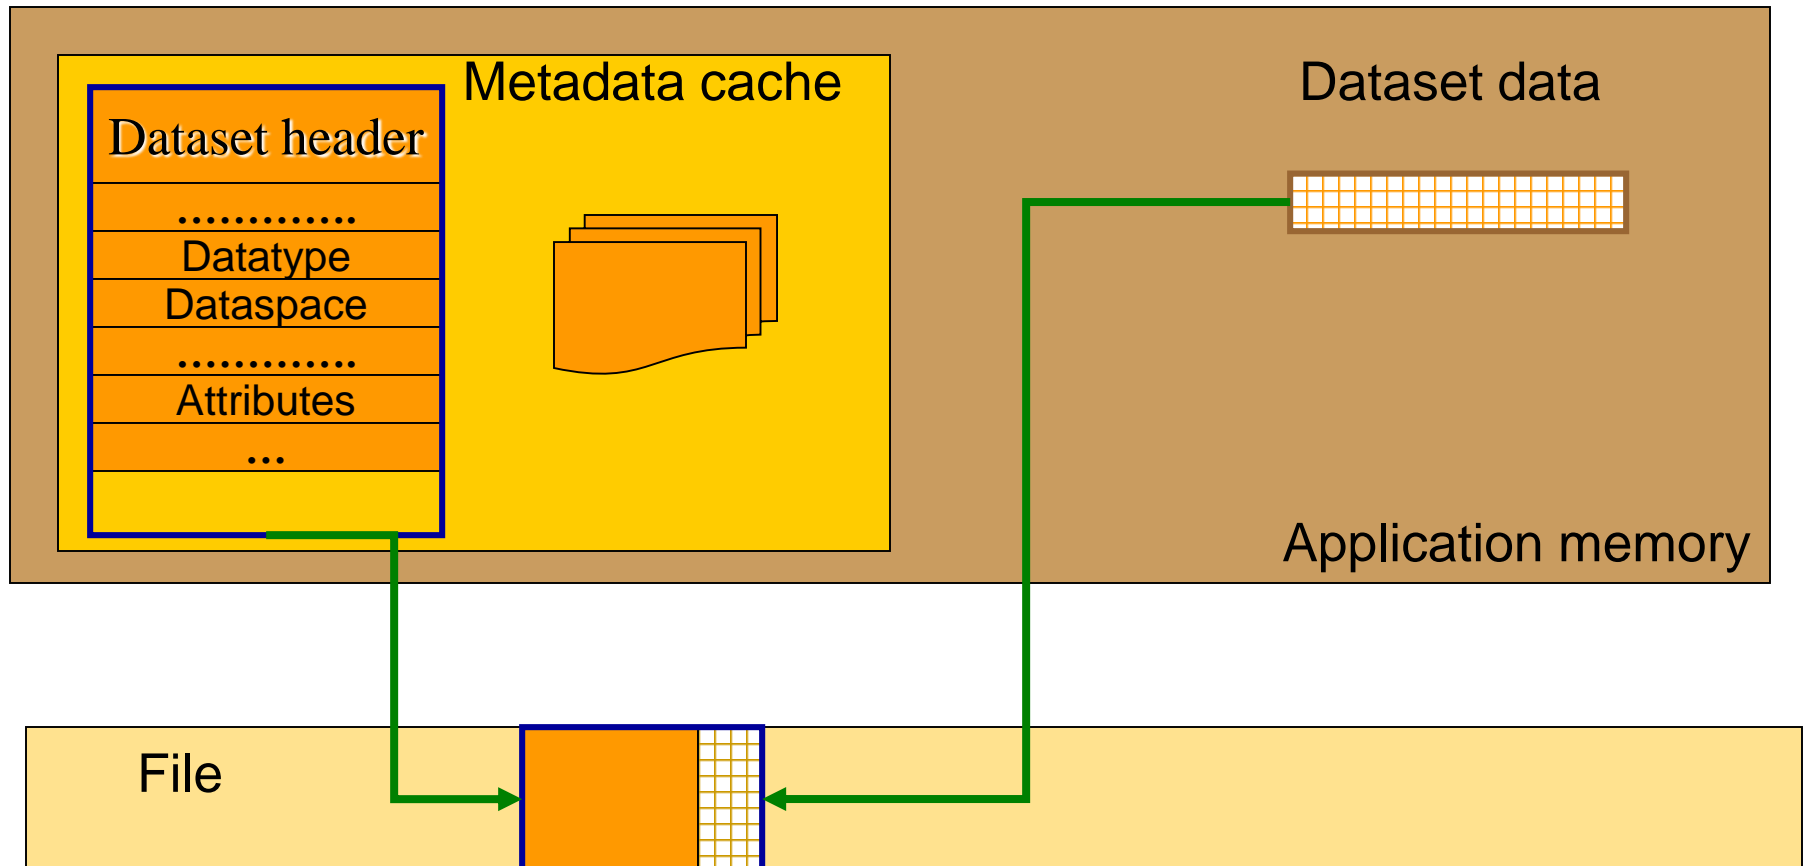 Metadata cache
Dataset data
Dataset header
.............
Datatype
Dataspace
.............
Attributes
...
Application memory
File